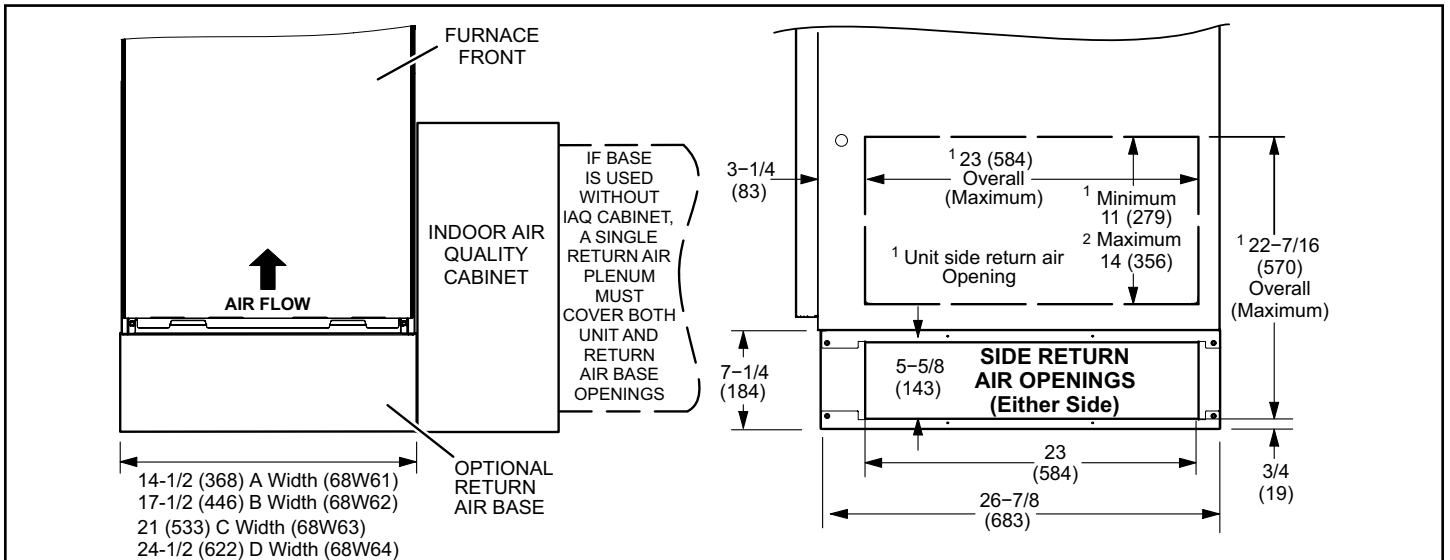 FURNACE
FRONT
AIR FLOW
INDOOR AIR
QUALITY
CABINET
IF BASE
IS USED
WITHOUT
IAQ CABINET,
A SINGLE
RETURN AIR
PLENUM
MUST
COVER BOTH
UNIT AND
RETURN
AIR BASE
OPENINGS
14-1/2 (368) A Width (68W61)
17-1/2 (446) B Width (68W62)
21 (533) C Width (68W63)
24-1/2 (622) D Width (68W64)
OPTIONAL
RETURN
AIR BASE
3−1/4
(83)
1 23 (584)
Overall
(Maximum)
1 Minimum
11 (279)
2 Maximum
14 (356)
1 Unit side return air
Opening
1 22−7/16
(570)
Overall
(Maximum)
7−1/4
(184)
5−5/8
(143)
SIDE RETURN
AIR OPENINGS
(Either Side)
23
(584)
26−7/8
(683)
3/4
(19)